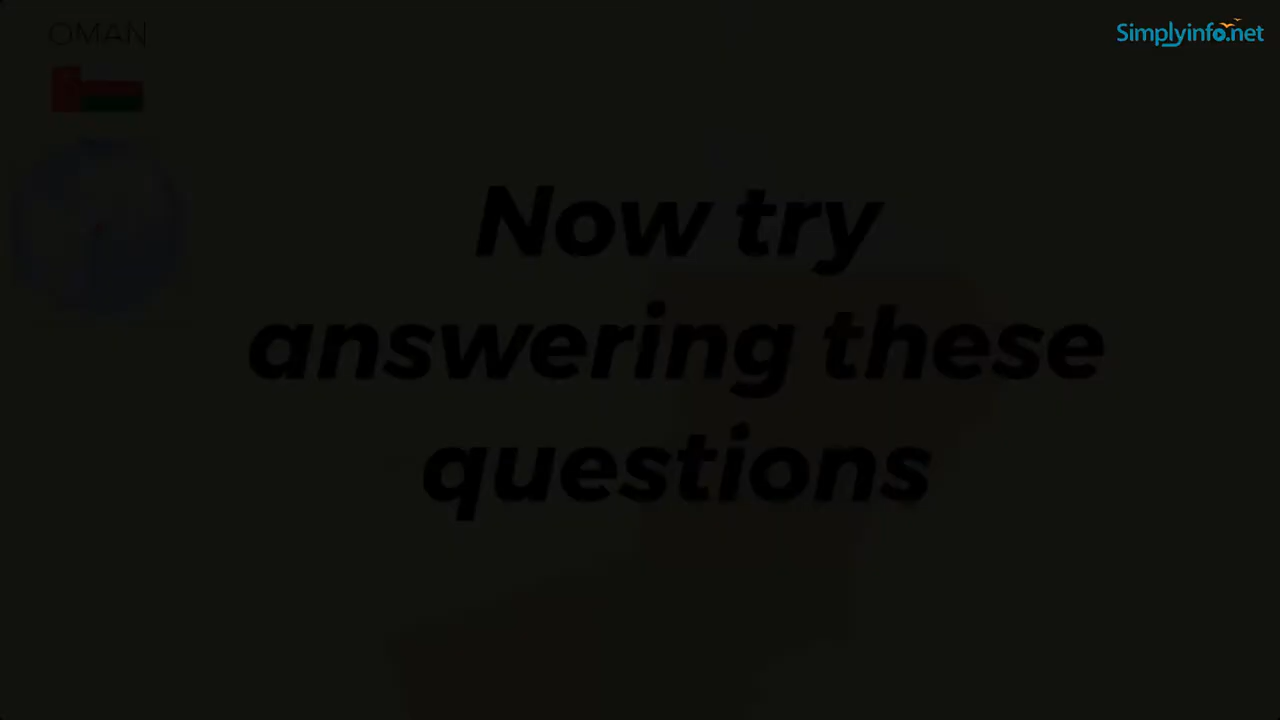 OMAN
Simplyinfo.net
Now try
answering these
questions